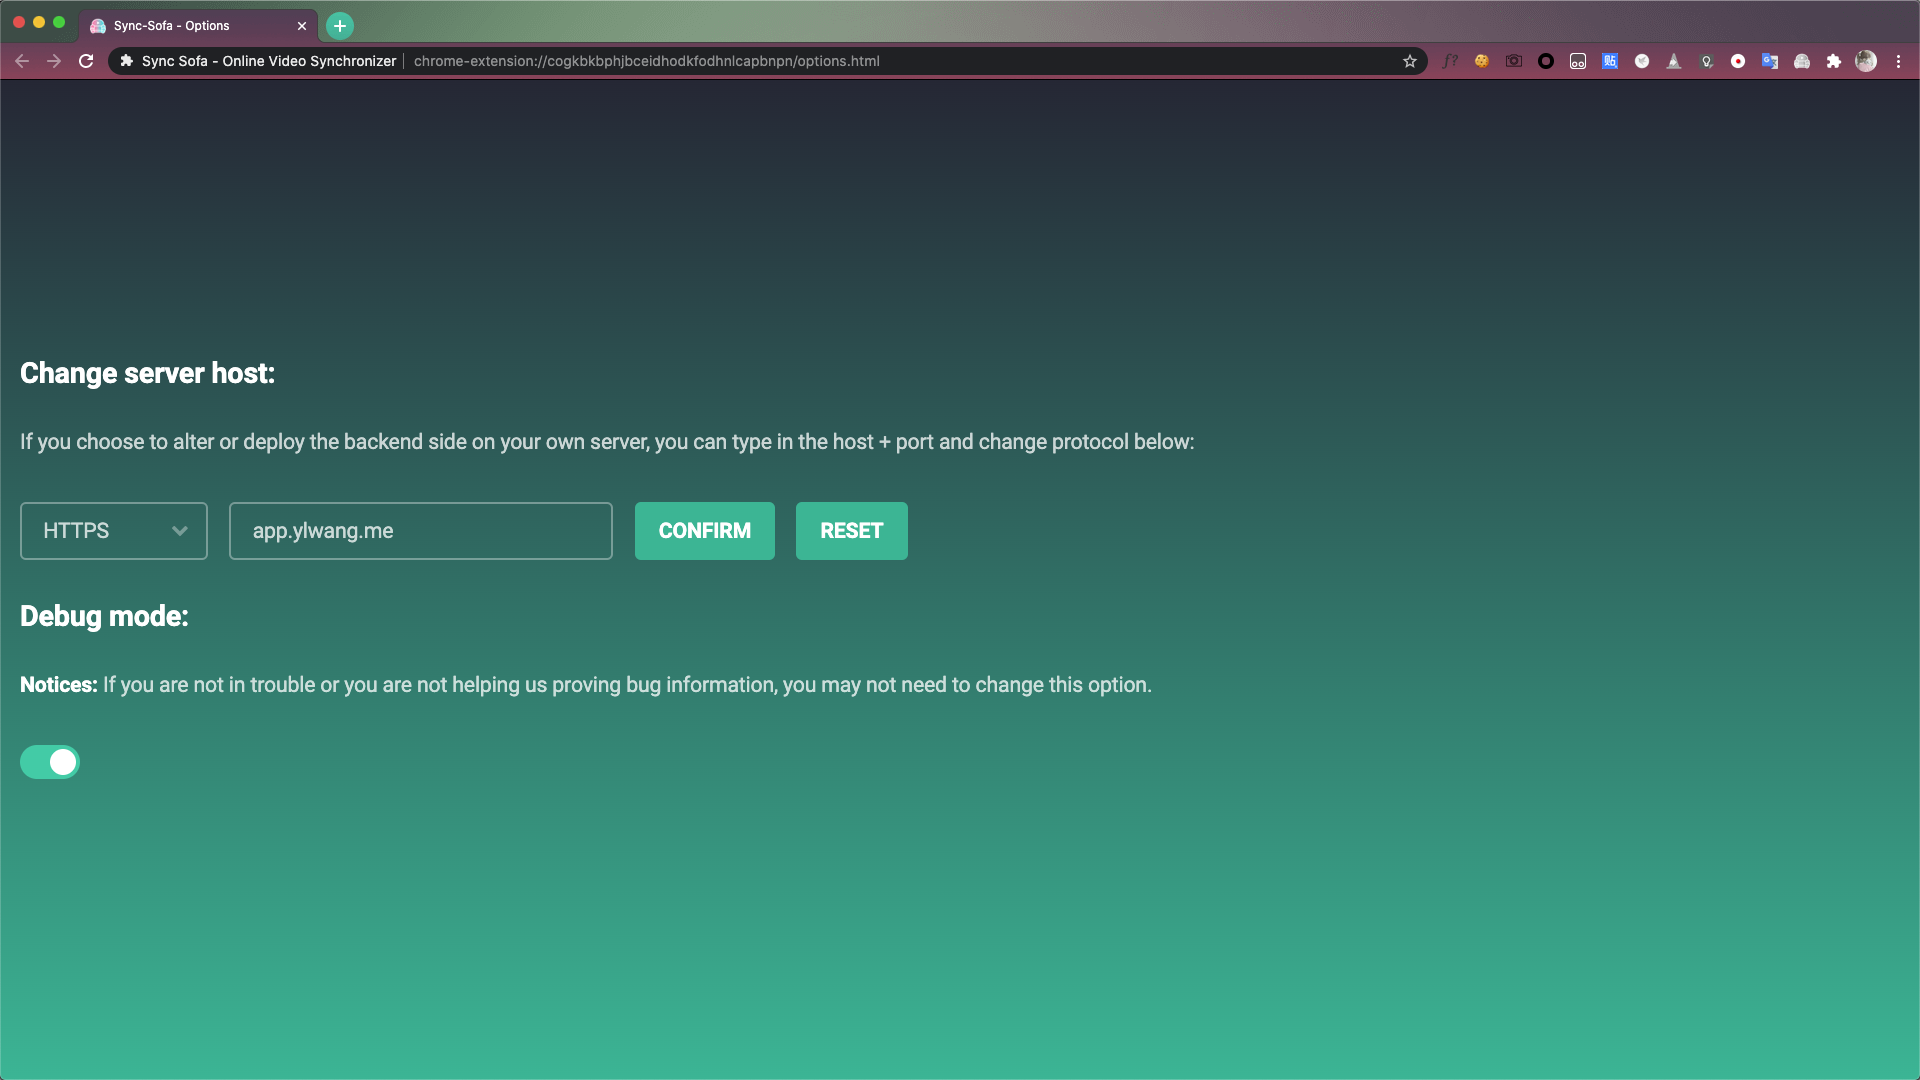 Sync-Sofa - Options
Sync Sofa - Online Video Synchronizer
chrome-extension://cogkbkbphjbceidhodkfodhnlcapbnpn/options.html
f?
贴
G
Change server host:
If you choose to alter or deploy the backend side on your own server, you can type in the host + port and change protocol below:
HTTPS
app.ylwang.me
CONFIRM
RESET
Debug mode:
Notices: If you are not in trouble or you are not helping us proving bug information, you may not need to change this option.